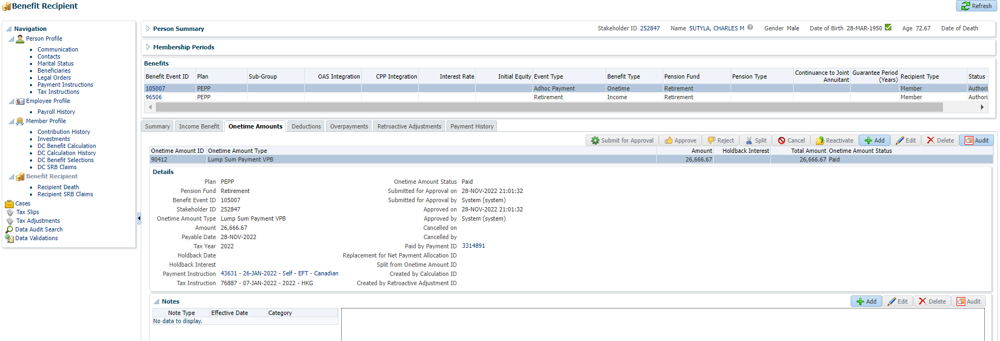 Benefit Recipient
Refresh
Navigation
Person Profile
Communication
Contacts
Marital Status
Beneficiaries
Legal Orders
Payment Instructions
Tax Instructions
Employee Profile
Payroll History
Member Profile
Contribution History
Investments
DC Benefit Calculation
DC Calculation History
DC Benefit Selections
DC SRB Claims
Benefit Recipient
Recipient Death
Recipient SRB Claims
Cases
Tax Slips
Tax Adjustments
Data Audit Search
Data Validations
Person Summary Stakeholder ID 252847 Name SUTYLA, CHARLES M Gender Male Date of Birth 28-MAR-1950 Age 72.67 Date of Death
Membership Periods
Benefits
Benefit Event ID Plan Sub-Group OAS Integration CPP Integration Interest Rate Initial Equity Event Type Benefit Type Pension Fund Pension Type Continuance to Joint Annuitant Guarantee Period (Years) Recipient Type Status
105007 PEPP Adhoc Payment Onetime Retirement Member Authori
96506 PEPP Retirement Income Retirement Member Authori
Summary Income Benefit Onetime Amounts Deductions Overpayments Retroactive Adjustments Payment History
Submit for Approval Approve Reject Split Cancel Reactivate Add Edit Delete Audit
Onetime Amount ID Onetime Amount Type Amount Holdback Interest Total Amount Onetime Amount Status
90412 Lump Sum Payment VPB 26,666.67 26,666.67 Paid
Details
Plan PEPP Onetime Amount Status Paid
Pension Fund Retirement Submitted for Approval on 28-NOV-2022 21:01:32
Benefit Event ID 105007 Submitted for Approval by System (system)
Stakeholder ID 252847 Approved on 28-NOV-2022 21:01:32
Onetime Amount Type Lump Sum Payment VPB Approved by System (system)
Amount 26,666.67 Cancelled on
Payable Date 28-NOV-2022 Cancelled by
Tax Year 2022 Paid by Payment ID 3314891
Holdback Date Replacement for Net Payment Allocation ID
Holdback Interest Split from Onetime Amount ID
Payment Instruction 43631 - 26-JAN-2022 - Self - EFT - Canadian Created by Calculation ID
Tax Instruction 76887 - 07-JAN-2022 - 2022 - HKG Created by Retroactive Adjustment ID
Notes Add Edit Delete Audit
Note Type Effective Date Category
No data to display.